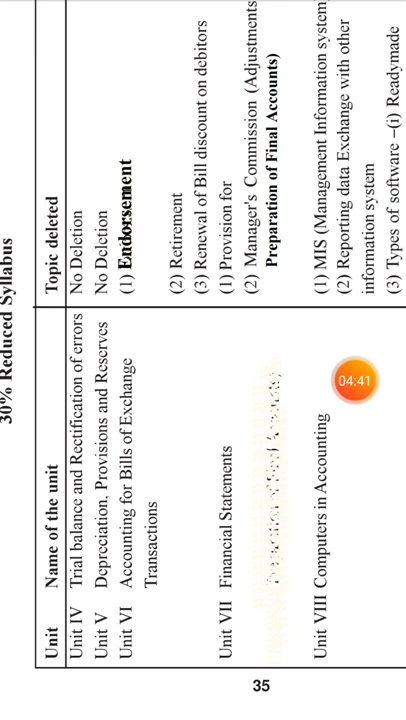 30% Reduced Syllabus
Unit Name of the unit Topic deleted
Unit IV Trial balance and Rectification of errors No Deletion
Unit V Depreciation, Provisions and Reserves No Deletion
Unit VI Accounting for Bills of Exchange (1) Endorsement
Transactions
(2) Retirement
(3) Renewal of Bill discount on debitors
Unit VII Financial Statements (1) Provision for
(2) Manager's Commission (Adjustments
Preparation of Final Accounts)
Unit VIII Computers in Accounting (1) MIS (Management Information system)
(2) Reporting data Exchange with other
information system
(3) Types of software –(i) Readymade
35
04:41